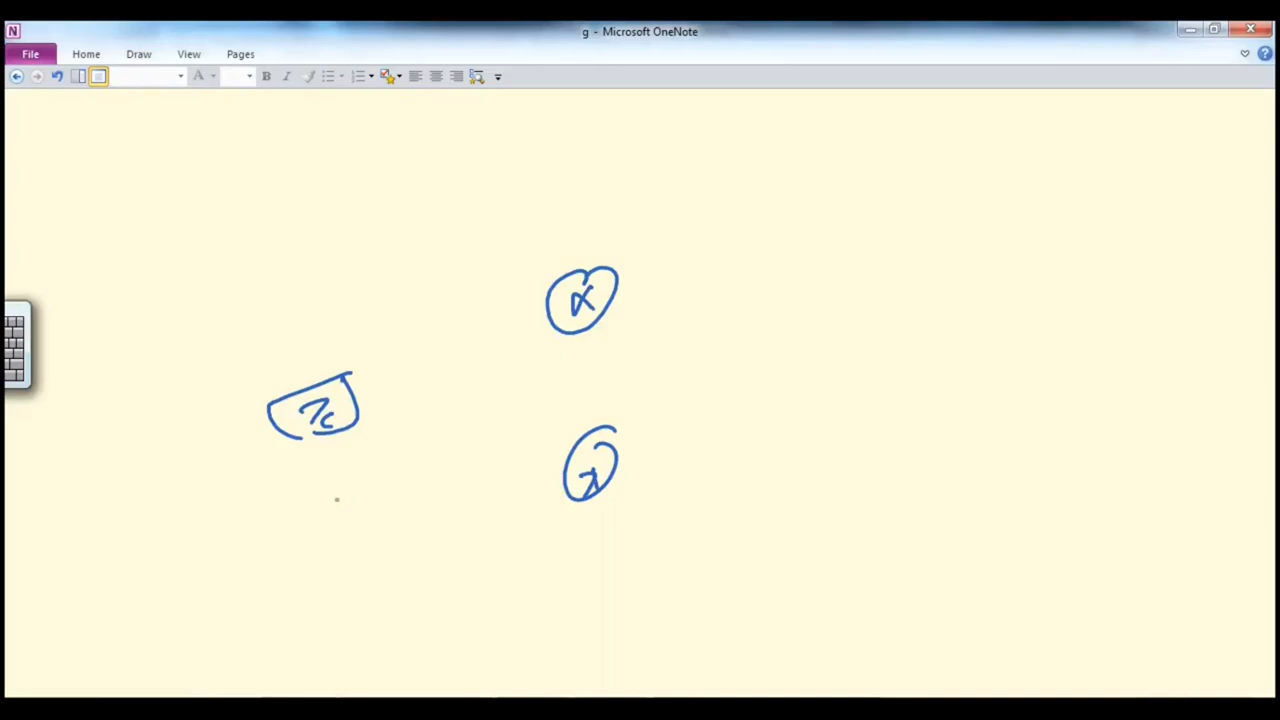 g - Microsoft OneNote
File Home Draw View Pages
A B I
α
π
λ